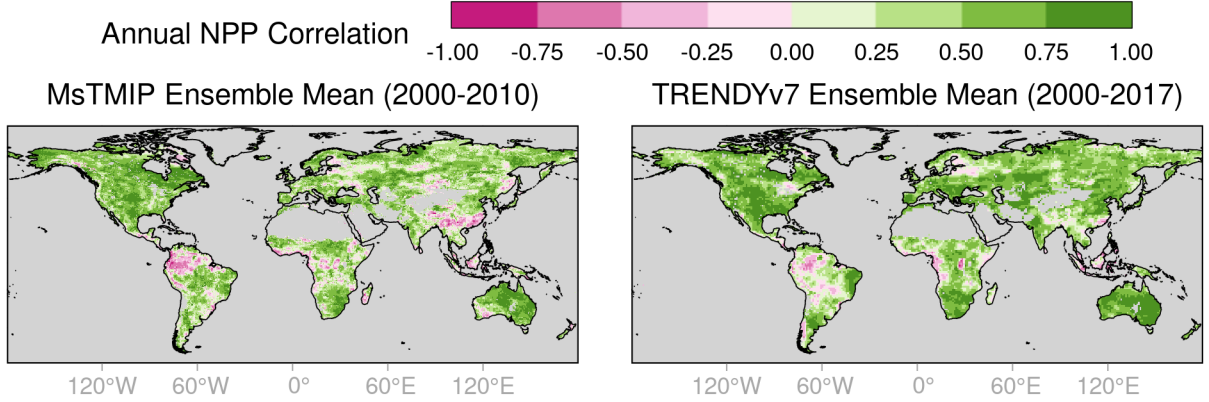 Annual NPP Correlation
-1.00 -0.75 -0.50 -0.25 0.00 0.25 0.50 0.75 1.00
MsTMIP Ensemble Mean (2000-2010)
TRENDYv7 Ensemble Mean (2000-2017)
120°W 60°W 0° 60°E 120°E
120°W 60°W 0° 60°E 120°E